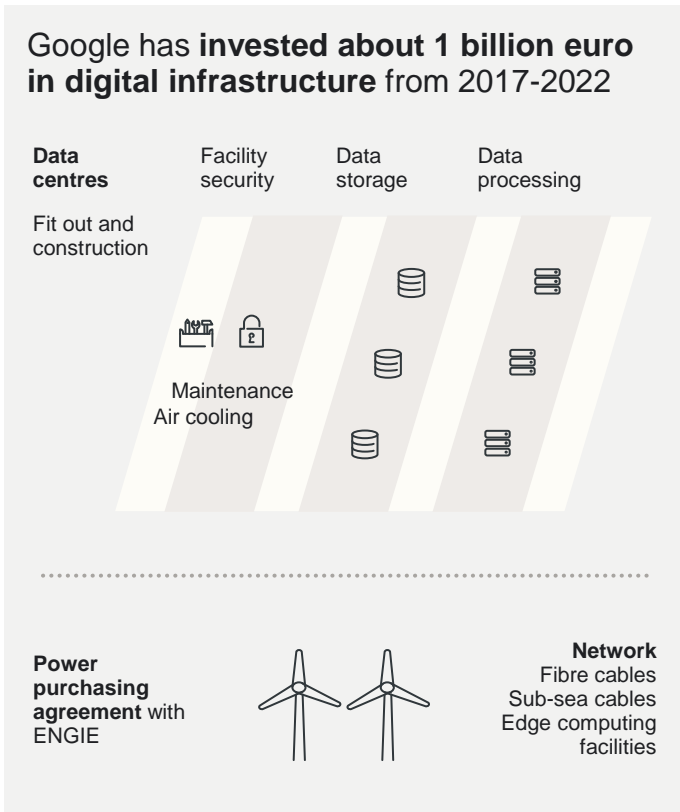 Google has invested about 1 billion euro
in digital infrastructure from 2017-2022
Data
centres
Fit out and
construction
Facility
security
Data
storage
Data
processing
Maintenance
Air cooling
Power
purchasing
agreement with
ENGIE
Network
Fibre cables
Sub-sea cables
Edge computing
facilities